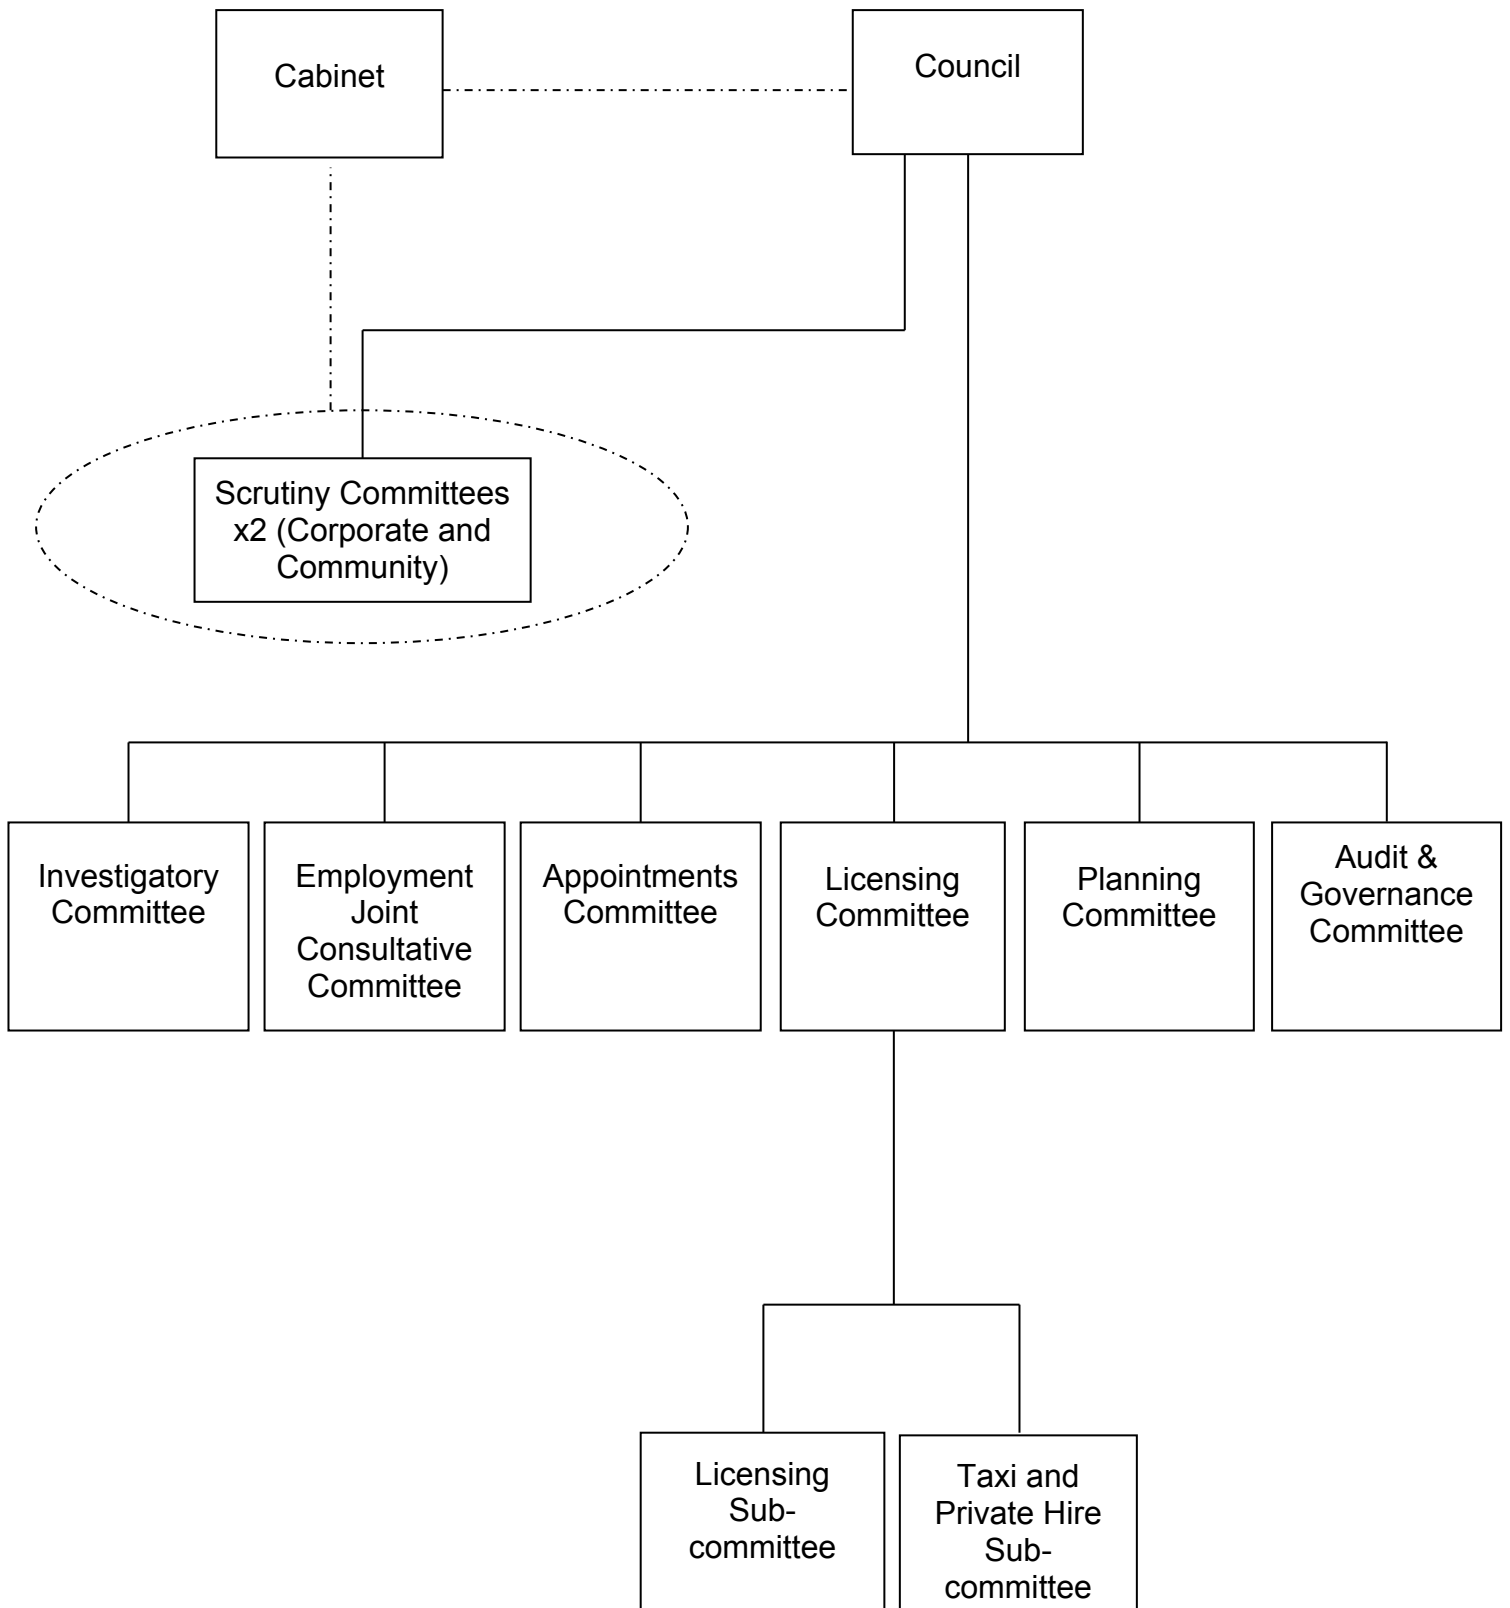 Cabinet
Council
Scrutiny Committees
x2 (Corporate and
Community)
Investigatory
Committee
Employment
Joint
Consultative
Committee
Appointments
Committee
Licensing
Committee
Planning
Committee
Audit &
Governance
Committee
Licensing
Sub-
committee
Taxi and
Private Hire
Sub-
committee